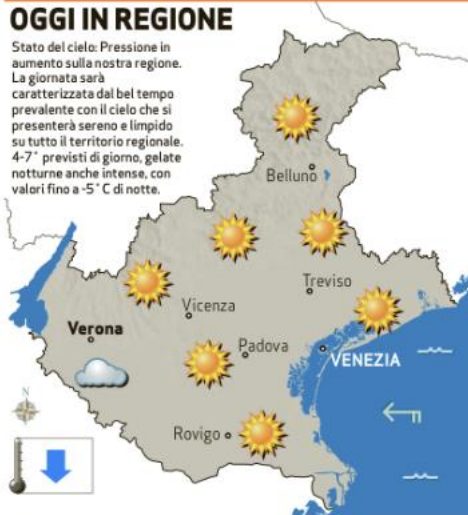 OGGI IN REGIONE
Stato del cielo: Pressione in
aumento sulla nostra regione.
La giornata sarà
caratterizzata dal bel tempo
prevalente con il cielo che si
presenterà sereno e limpido
su tutto il territorio regionale.
4-7° previsti di giorno, gelate
notturne anche intense, con
valori fino a -5°C di notte.
Belluno
Treviso
Vicenza
Verona
Padova
VENEZIA
Rovigo
N